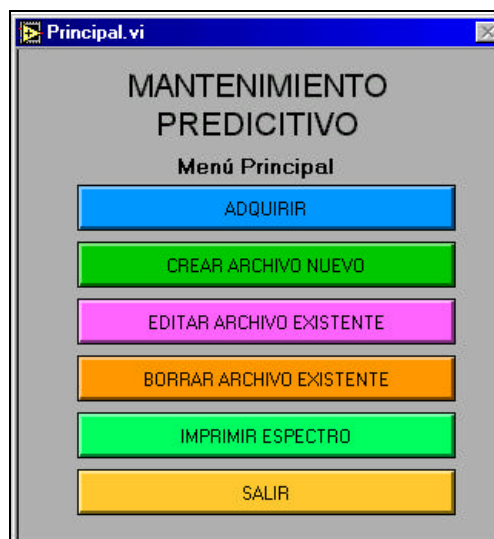 Principal.vi
MANTENIMIENTO
PREDICITIVO
Menú Principal
ADQUIRIR
CREAR ARCHIVO NUEVO
EDITAR ARCHIVO EXISTENTE
BORRAR ARCHIVO EXISTENTE
IMPRIMIR ESPECTRO
SALIR